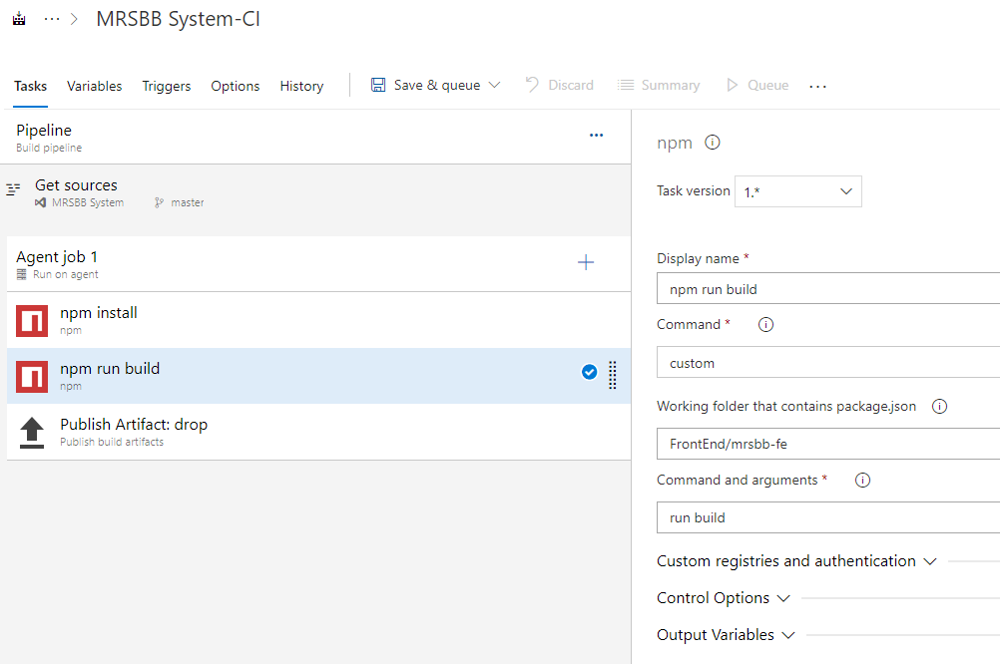 MRSBB System-CI
Tasks Variables Triggers Options History Save & queue Discard Summary Queue
Pipeline
Build pipeline
Get sources
MRSBB System master
Agent job 1
Run on agent
npm install
npm
npm run build
npm
Publish Artifact: drop
Publish build artifacts
npm
Task version 1.*
Display name *
npm run build
Command *
custom
Working folder that contains package.json
FrontEnd/mrsbb-fe
Command and arguments *
run build
Custom registries and authentication
Control Options
Output Variables